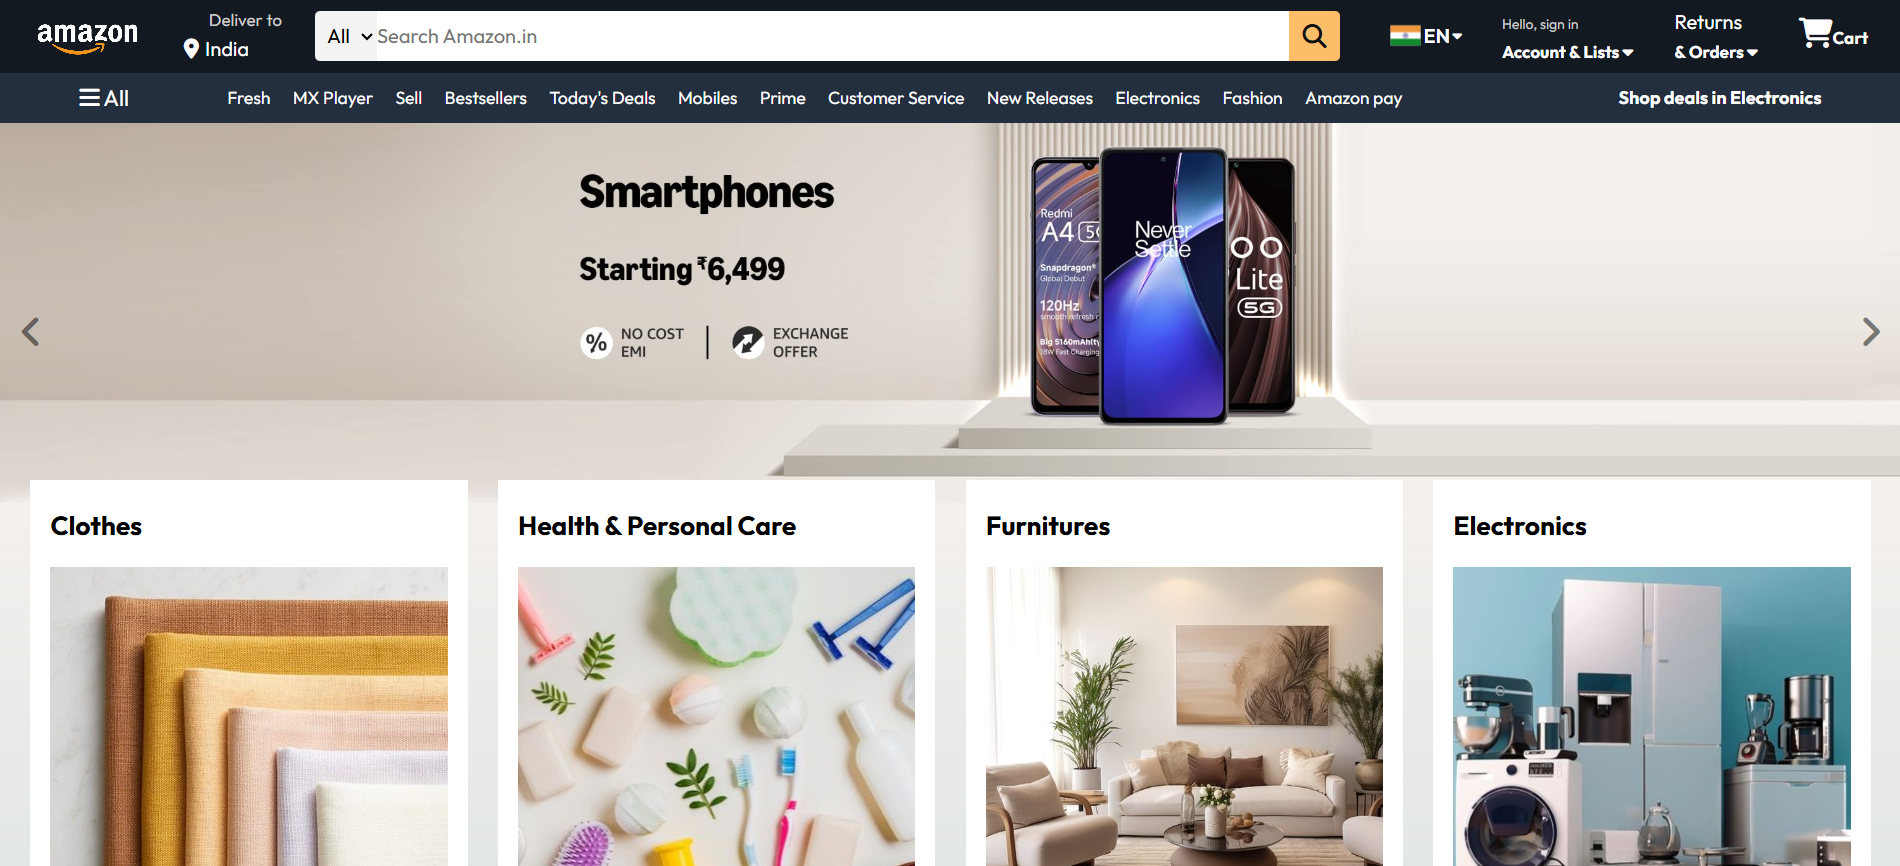 amazon
Deliver to
India
All
Search Amazon.in
EN
Hello, sign in
Account & Lists
Returns
& Orders
Cart
All
Fresh
MX Player
Sell
Bestsellers
Today's Deals
Mobiles
Prime
Customer Service
New Releases
Electronics
Fashion
Amazon pay
Shop deals in Electronics
Smartphones
Starting ₹6,499
% NO COST
EMI
EXCHANGE
OFFER
Redmi
A4 5G
Snapdragon®
Global Debut
120Hz
smooth refresh
Big 5160mAh
18W Fast Charging
Never
Settle
Lite
5G
Clothes
Health & Personal Care
Furnitures
Electronics